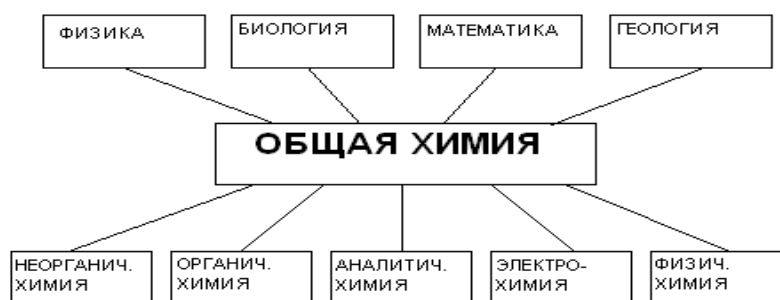 ФИЗИКА
БИОЛОГИЯ
МАТЕМАТИКА
ГЕОЛОГИЯ
ОБЩАЯ ХИМИЯ
НЕОРГАНИЧ.
ХИМИЯ
ОРГАНИЧ.
ХИМИЯ
АНАЛИТИЧ.
ХИМИЯ
ЭЛЕКТРО-
ХИМИЯ
ФИЗИЧ.
ХИМИЯ